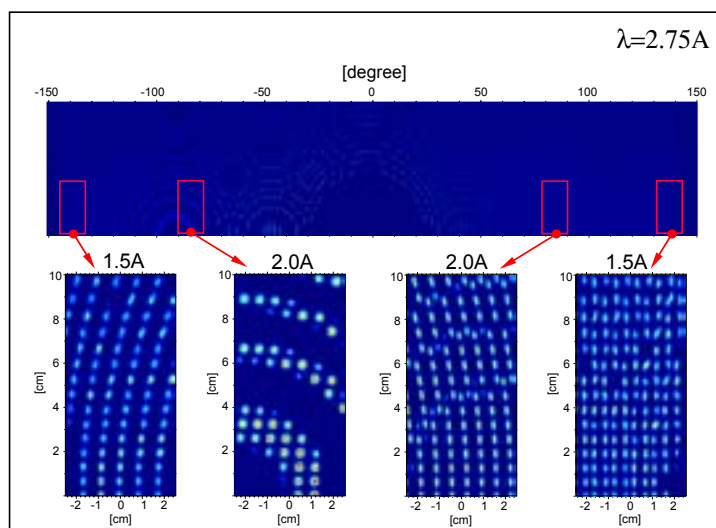 λ=2.75A
[degree]
-150 -100 -50 0 50 100 150
1.5A 2.0A 2.0A 1.5A
10 10 10 10
8 8 8 8
[cm] 6 [cm] 6 [cm] 6 [cm] 6
4 4 4 4
2 2 2 2
-2 -1 0 1 2 -2 -1 0 1 2 -2 -1 0 1 2 -2 -1 0 1 2
[cm] [cm] [cm] [cm]